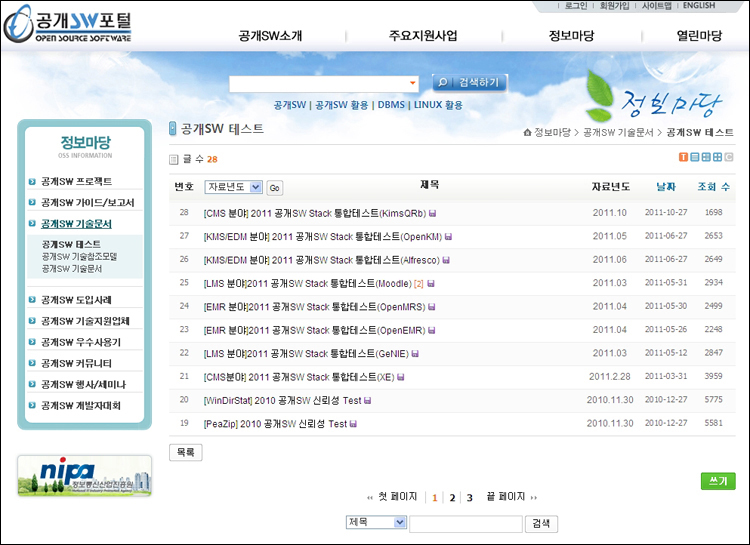 로그인 | 회원가입 | 사이트맵 | ENGLISH
공개SW포털
OPEN SOURCE SOFTWARE
공개SW소개 주요지원사업 정보마당 열린마당
검색하기
공개SW | 공개SW 활용 | DBMS | LINUX 활용
정보마당
정보마당
OSS INFORMATION
공개SW 프로젝트
공개SW 가이드/보고서
공개SW 기술문서
공개SW 테스트
공개SW 기술참조모델
공개SW 기술문서
공개SW 도입사례
공개SW 기술지원업체
공개SW 우수사용기
공개SW 커뮤니티
공개SW 행사/세미나
공개SW 개발자대회
nipa
정보통신산업진흥원
National IT Industry Promotion Agency
공개SW 테스트
정보마당 > 공개SW 기술문서 > 공개SW 테스트
글 수 28
T
번호 자료년도 Go 제목 자료년도 날짜 조회 수
28 [CMS 분야] 2011 공개SW Stack 통합테스트(KimsQRb) 2011.10 2011-10-27 1698
27 [KMS/EDM 분야] 2011 공개SW Stack 통합테스트(OpenKM) 2011.05 2011-06-27 2653
26 [KMS/EDM 분야] 2011 공개SW Stack 통합테스트(Alfresco) 2011.06 2011-06-27 2649
25 [LMS 분야]2011 공개SW Stack 통합테스트(Moodle) [2] 2011.03 2011-05-31 2934
24 [EMR 분야]2011 공개SW Stack 통합테스트(OpenMRS) 2011.04 2011-05-30 2499
23 [EMR 분야]2011 공개SW Stack 통합테스트(OpenEMR) 2011.04 2011-05-26 2248
22 [LMS 분야] 2011 공개SW Stack 통합테스트(GeNIE) 2011.03 2011-05-12 2847
21 [CMS분야] 2011 공개SW Stack 통합테스트(XE) 2011.2.28 2011-03-31 3959
20 [WinDirStat] 2010 공개SW 신뢰성 Test 2010.11.30 2010-12-27 5775
19 [PeaZip] 2010 공개SW 신뢰성 Test 2010.11.30 2010-12-27 5581
목록
쓰기
‹‹ 첫 페이지 | 1 | 2 | 3 끝 페이지 ››
제목 검색